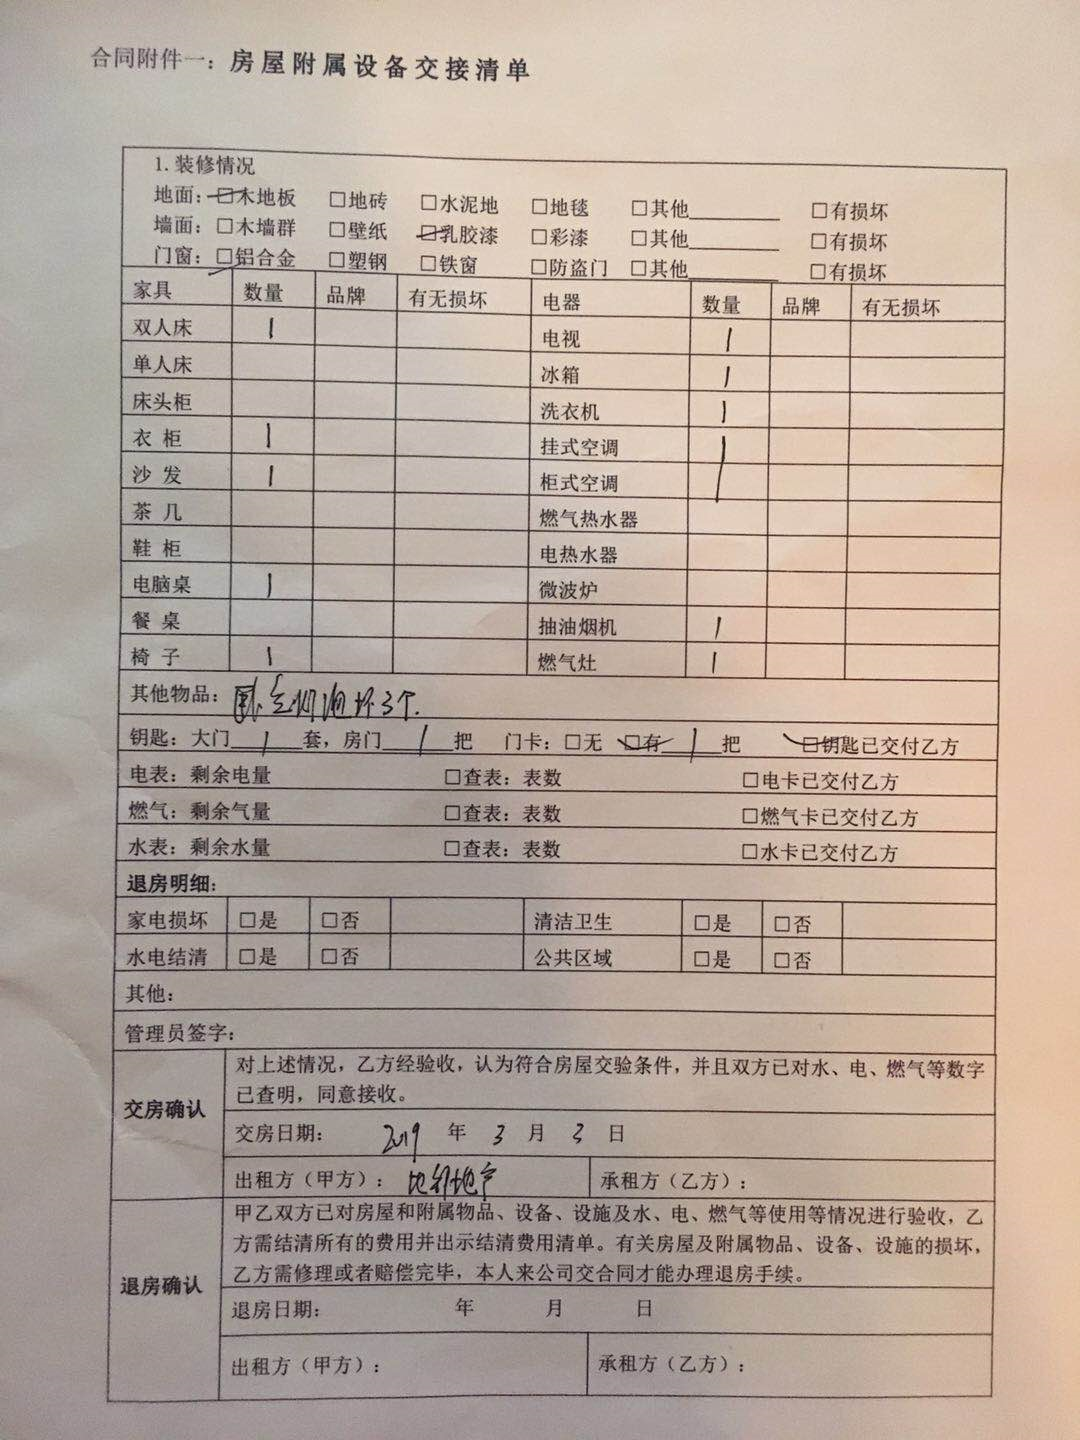 合同附件一：房屋附属设备交接清单
1.装修情况
地面：☑木地板 □地砖 □水泥地 □地毯 □其他________ □有损坏
墙面：□木墙群 □壁纸 ☑乳胶漆 □彩漆 □其他________ □有损坏
门窗：☑铝合金 □塑钢 □铁窗 □防盗门 □其他________ □有损坏
家具 数量 品牌 有无损坏 电器 数量 品牌 有无损坏
双人床 1 电视 1
单人床 冰箱 1
床头柜 洗衣机 1
衣柜 1 挂式空调 1
沙发 1 柜式空调
茶几 燃气热水器
鞋柜 电热水器
电脑桌 1 微波炉
餐桌 抽油烟机 1
椅子 1 燃气灶 1
其他物品： 坏3个.
钥匙：大门 1 套，房门 1 把 门卡：□无 ☑有 1 把 ☑钥匙已交付乙方
电表：剩余电量 □查表：表数 □电卡已交付乙方
燃气：剩余气量 □查表：表数 □燃气卡已交付乙方
水表：剩余水量 □查表：表数 □水卡已交付乙方
退房明细：
家电损坏 □是 □否 清洁卫生 □是 □否
水电结清 □是 □否 公共区域 □是 □否
其他：
管理员签字：
交房确认
对上述情况，乙方经验收，认为符合房屋交验条件，并且双方已对水、电、燃气等数字
已查明，同意接收。
交房日期： 2019 年 3 月 3 日
出租方（甲方）： 承租方（乙方）：
退房确认
甲乙双方已对房屋和附属物品、设备、设施及水、电、燃气等使用等情况进行验收，乙
方需结清所有的费用并出示结清费用清单。有关房屋及附属物品、设备、设施的损坏，
乙方需修理或者赔偿完毕，本人来公司交合同才能办理退房手续。
退房日期： 年 月 日
出租方（甲方）： 承租方（乙方）：